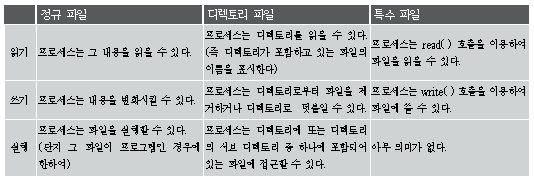 정규 파일 디렉토리 파일 특수 파일
읽기
프로세스는 그 내용을 읽을 수 있다.
프로세스는 디렉토리를 읽을 수 있다.
(즉 디렉토리가 포함하고 있는 파일의
이름을 표시한다)
프로세스는 read( ) 호출을 이용하여
파일을 읽을 수 있다.
쓰기
프로세스는 내용을 변화시킬 수 있다.
프로세스는 디렉토리로부터 파일을 제
거하거나 디렉토리로 덧붙일 수 있다.
프로세스는 write( ) 호출을 이용하여
파일에 쓸 수 있다.
실행
프로세스는 파일을 실행할 수 있다.
(단지 그 파일이 프로그램인 경우에
한하여)
프로세스는 디렉토리에 또는 디렉토리
의 서브 디렉토리 중 하나에 포함되어
있는 파일에 접근할 수 있다.
아무 의미가 없다.